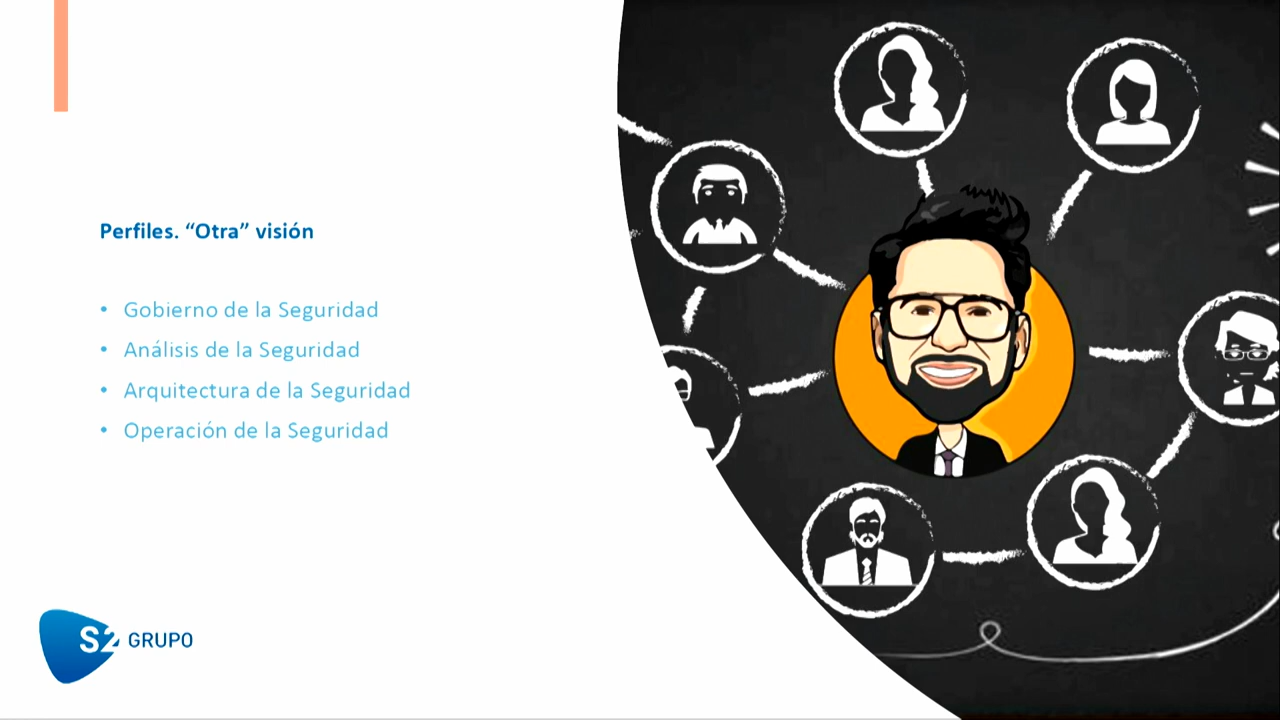 Perfiles. “Otra” visión
• Gobierno de la Seguridad
• Análisis de la Seguridad
• Arquitectura de la Seguridad
• Operación de la Seguridad
S2 GRUPO